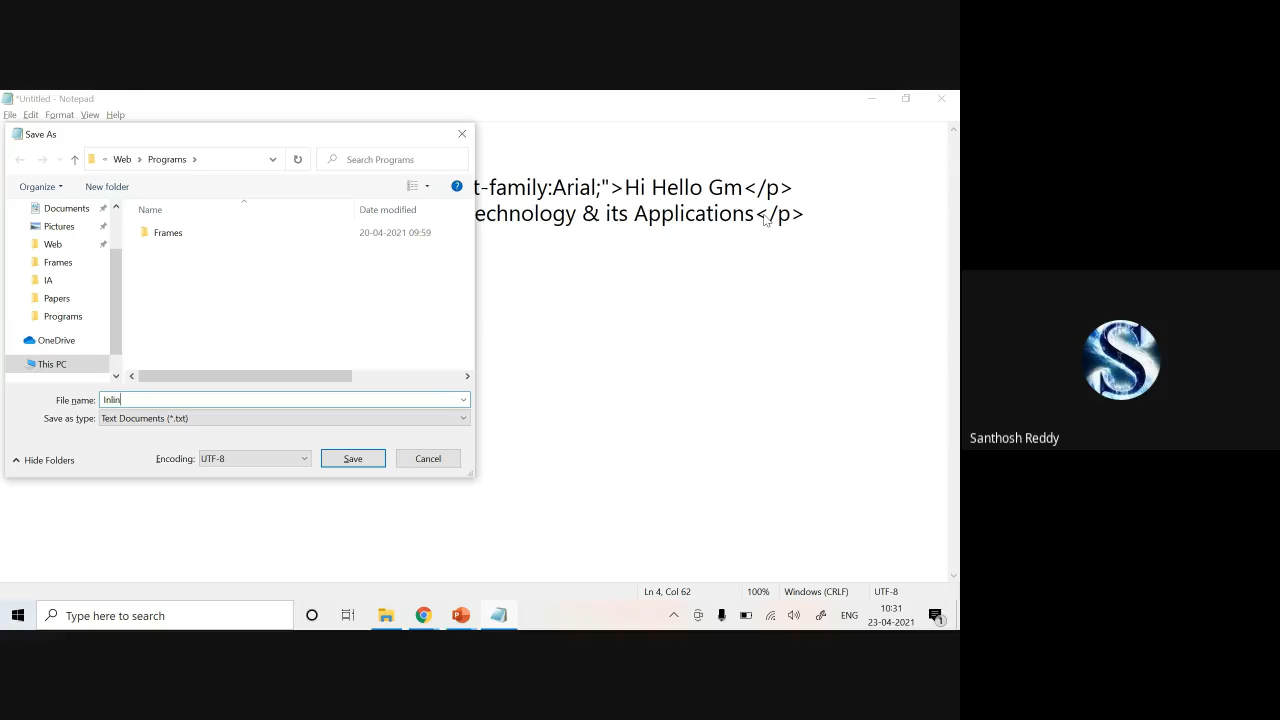 *Untitled - Notepad
File Edit Format View Help
Save As
« Web › Programs ›
Search Programs
Organize
New folder
Name
Date modified
Documents
Pictures
Web
Frames
IA
Papers
Programs
OneDrive
This PC
Frames
20-04-2021 09:59
File name: Inlin
Save as type: Text Documents (*.txt)
Hide Folders
Encoding: UTF-8
Save
Cancel
t-family:Arial;">Hi Hello Gm</p>
echnology & its Applications</p>
Ln 4, Col 62
100%
Windows (CRLF)
UTF-8
Type here to search
ENG
10:31
23-04-2021
1
S
Santhosh Reddy